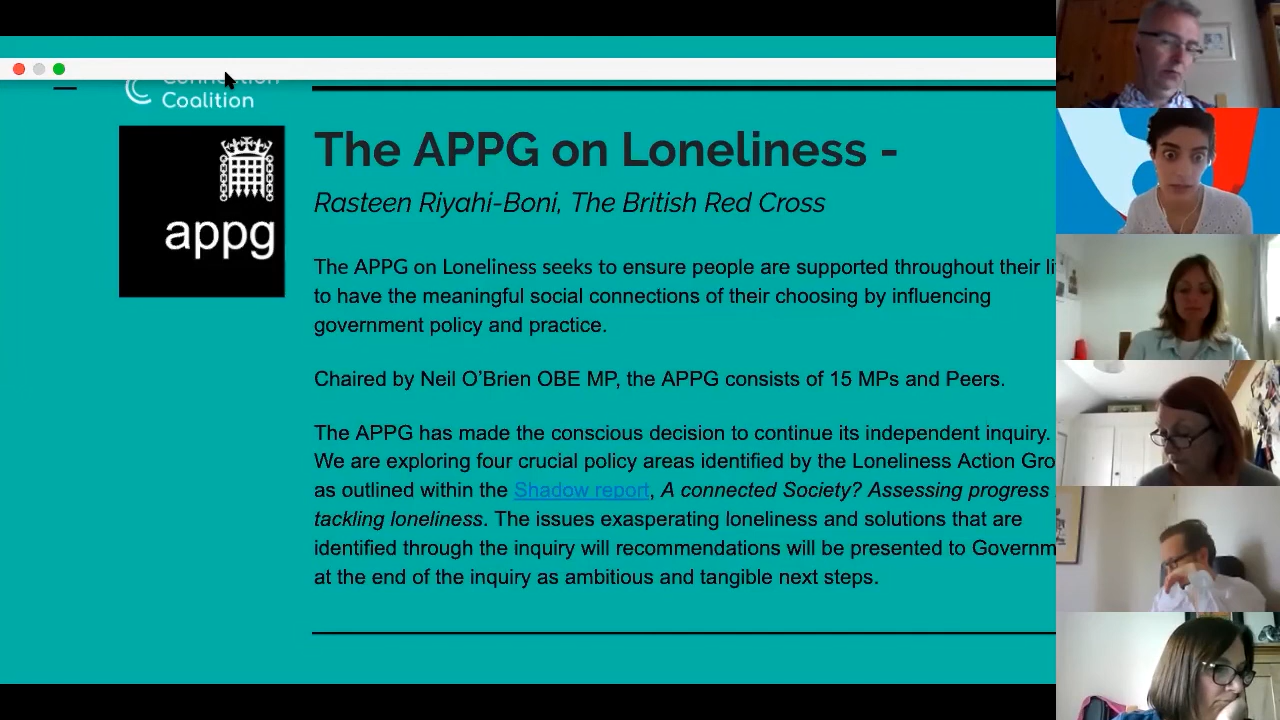 Connection
Coalition
appg
The APPG on Loneliness -
Rasteen Riyahi-Boni, The British Red Cross
The APPG on Loneliness seeks to ensure people are supported throughout their li
to have the meaningful social connections of their choosing by influencing
government policy and practice.
Chaired by Neil O’Brien OBE MP, the APPG consists of 15 MPs and Peers.
The APPG has made the conscious decision to continue its independent inquiry.
We are exploring four crucial policy areas identified by the Loneliness Action Gro
as outlined within the Shadow report, A connected Society? Assessing progress
tackling loneliness. The issues exasperating loneliness and solutions that are
identified through the inquiry will recommendations will be presented to Governm
at the end of the inquiry as ambitious and tangible next steps.